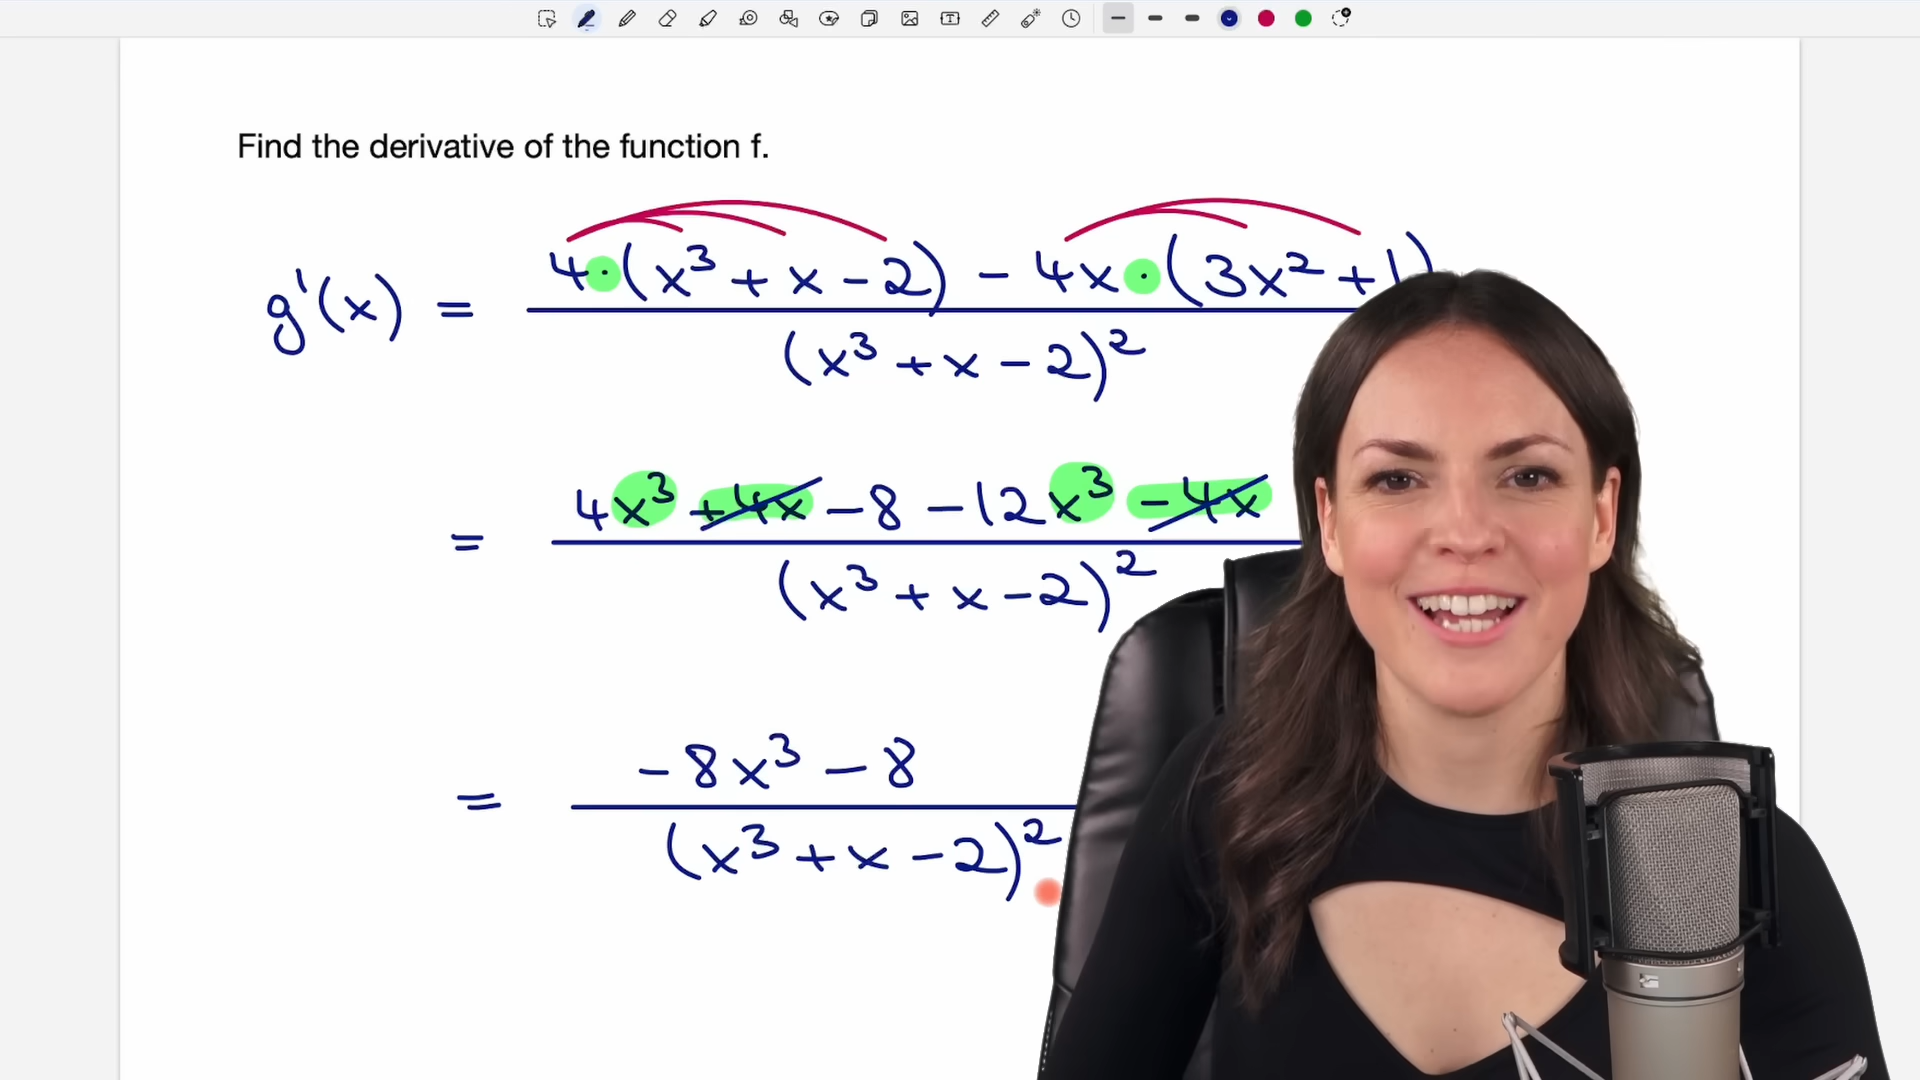 Find the derivative of the function f.
g'(x) = 4·(x³ + x − 2) − 4x·(3x² + 1)
(x³ + x − 2)²
= 4x³ +4x − 8 − 12x³ − 4x
(x³ + x − 2)²
= −8x³ − 8
(x³ + x − 2)²